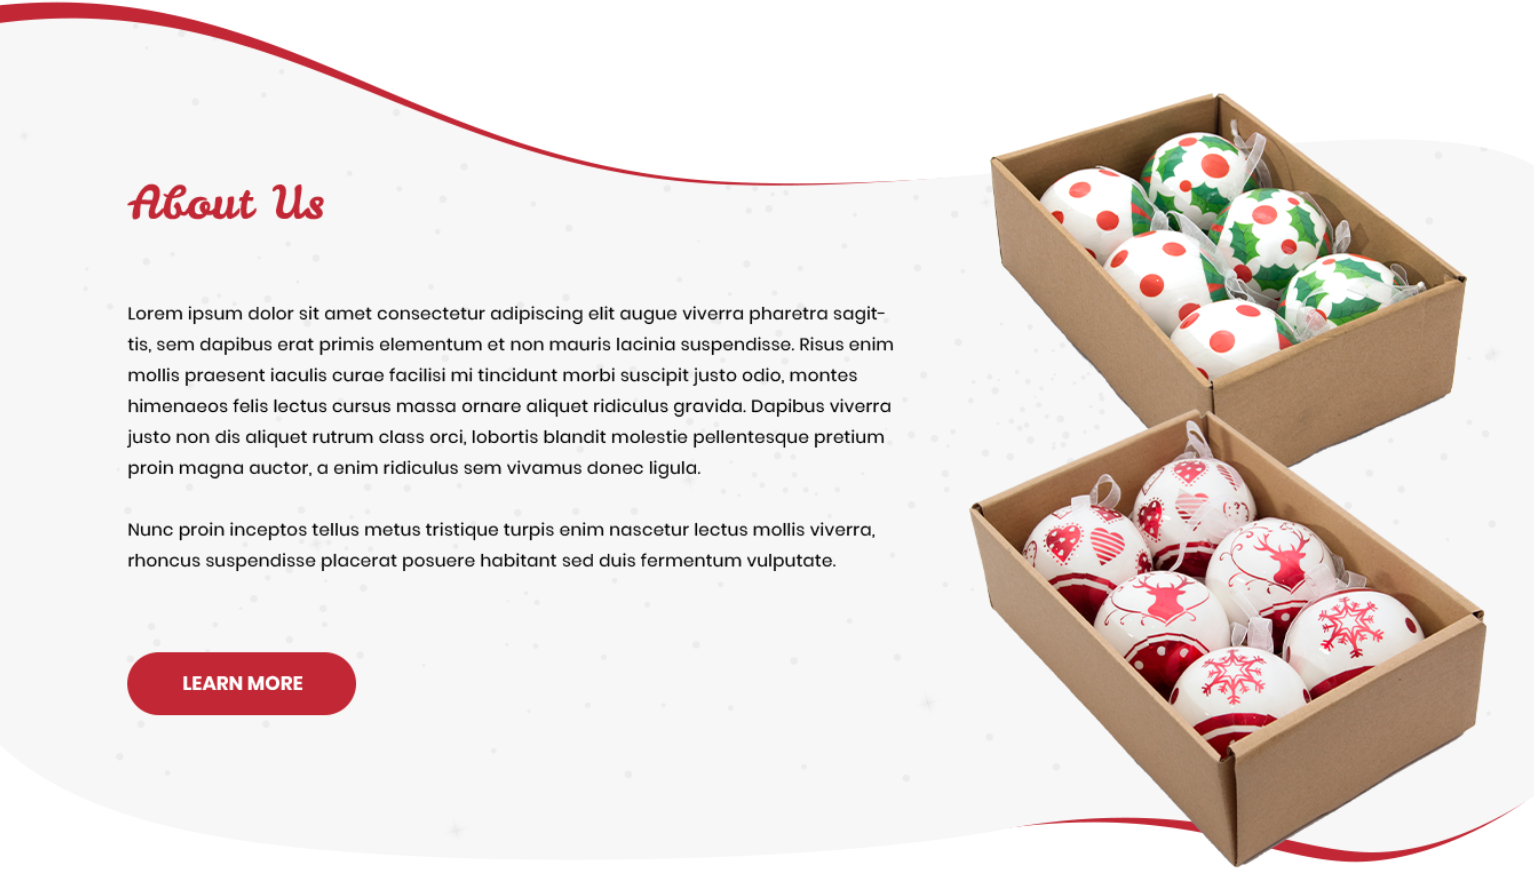 About Us
Lorem ipsum dolor sit amet consectetur adipiscing elit augue viverra pharetra sagit-
tis, sem dapibus erat primis elementum et non mauris lacinia suspendisse. Risus enim
mollis praesent iaculis curae facilisi mi tincidunt morbi suscipit justo odio, montes
himenaeos felis lectus cursus massa ornare aliquet ridiculus gravida. Dapibus viverra
justo non dis aliquet rutrum class orci, lobortis blandit molestie pellentesque pretium
proin magna auctor, a enim ridiculus sem vivamus donec ligula.
Nunc proin inceptos tellus metus tristique turpis enim nascetur lectus mollis viverra,
rhoncus suspendisse placerat posuere habitant sed duis fermentum vulputate.
LEARN MORE